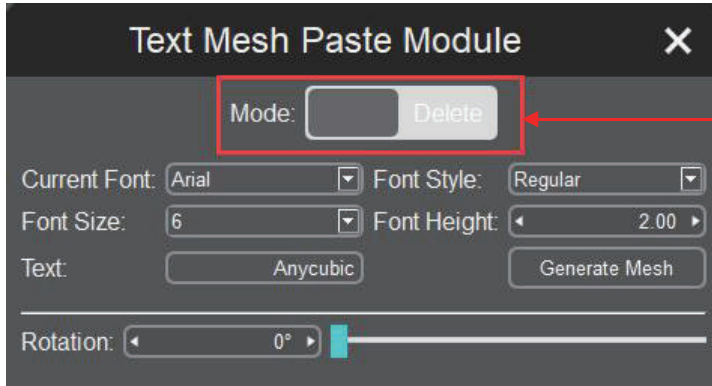 Text Mesh Paste Module
Mode: Delete
Current Font: Arial Font Style: Regular
Font Size: 6 Font Height: 2.00
Text: Anycubic Generate Mesh
Rotation: 0°